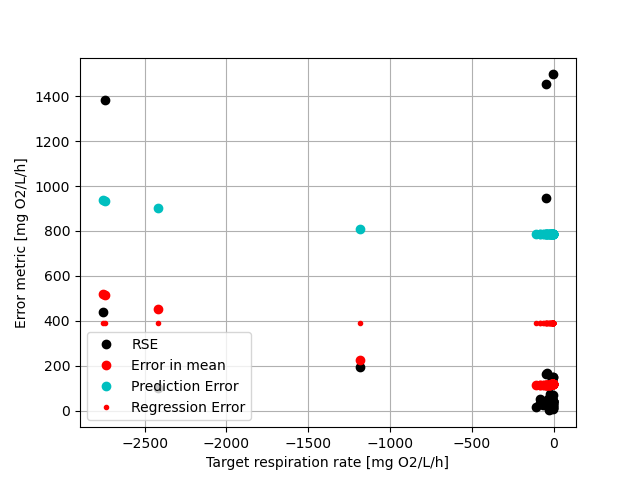 1400
1200
1000
800
600
400
200
0
Error metric [mg O2/L/h]
RSE
Error in mean
Prediction Error
Regression Error
−2500 −2000 −1500 −1000 −500 0
Target respiration rate [mg O2/L/h]